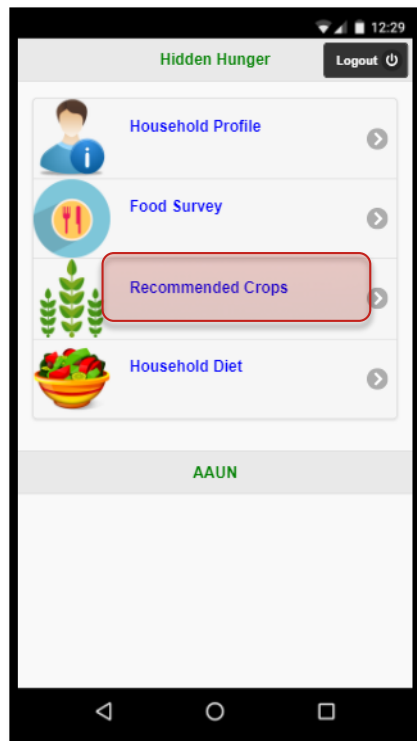 12:29
Hidden Hunger
Logout
Household Profile
Food Survey
Recommended Crops
Household Diet
AAUN